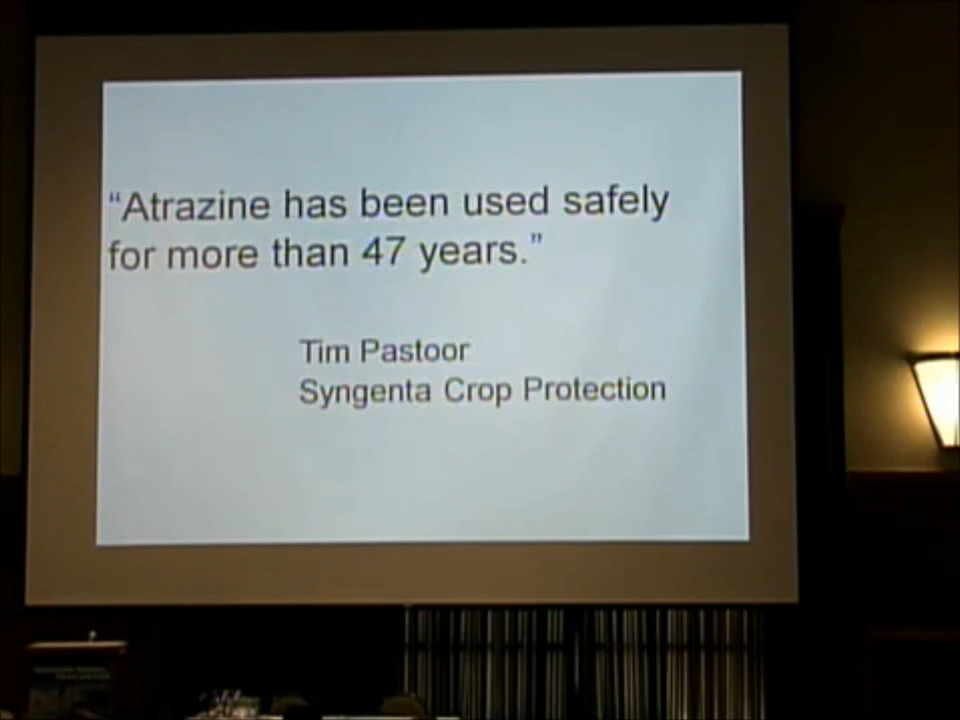 “Atrazine has been used safely
for more than 47 years.”
Tim Pastoor
Syngenta Crop Protection